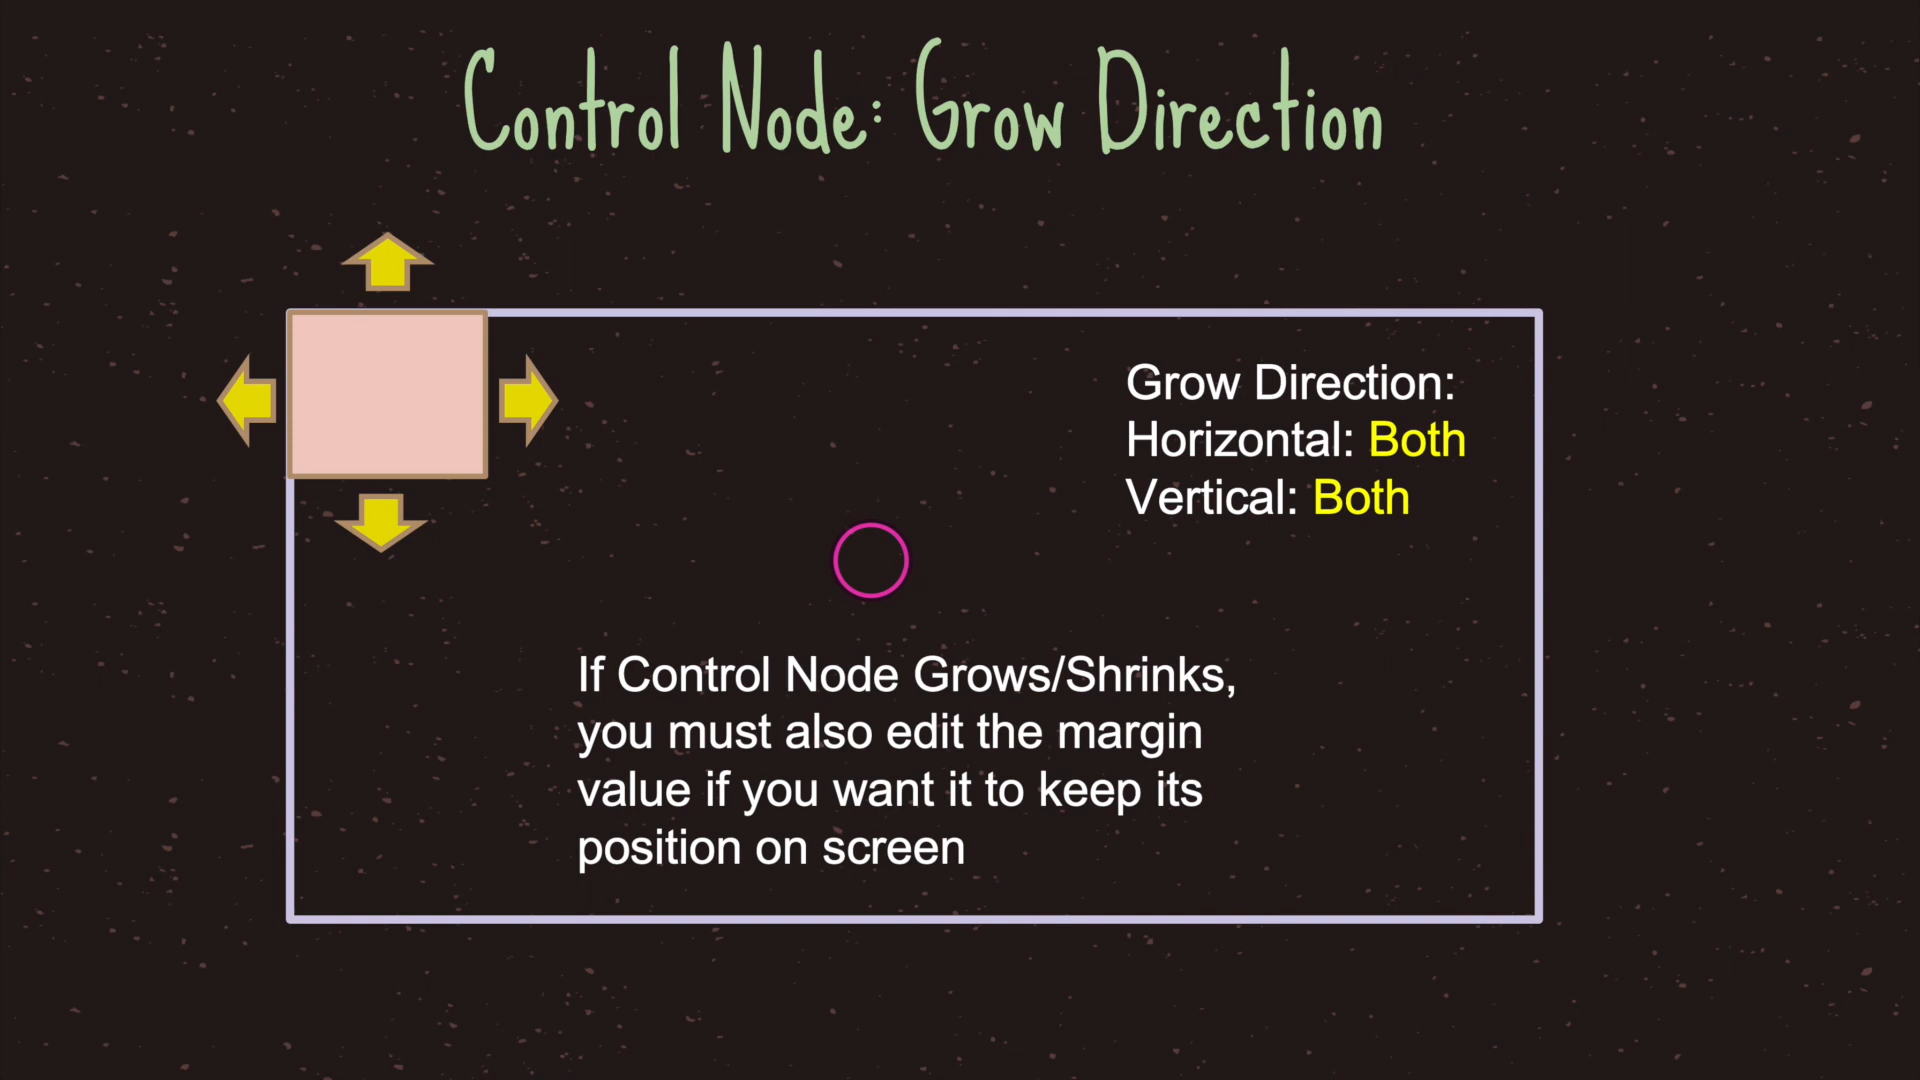 Control Node: Grow Direction
Grow Direction:
Horizontal: Both
Vertical: Both
If Control Node Grows/Shrinks,
you must also edit the margin
value if you want it to keep its
position on screen